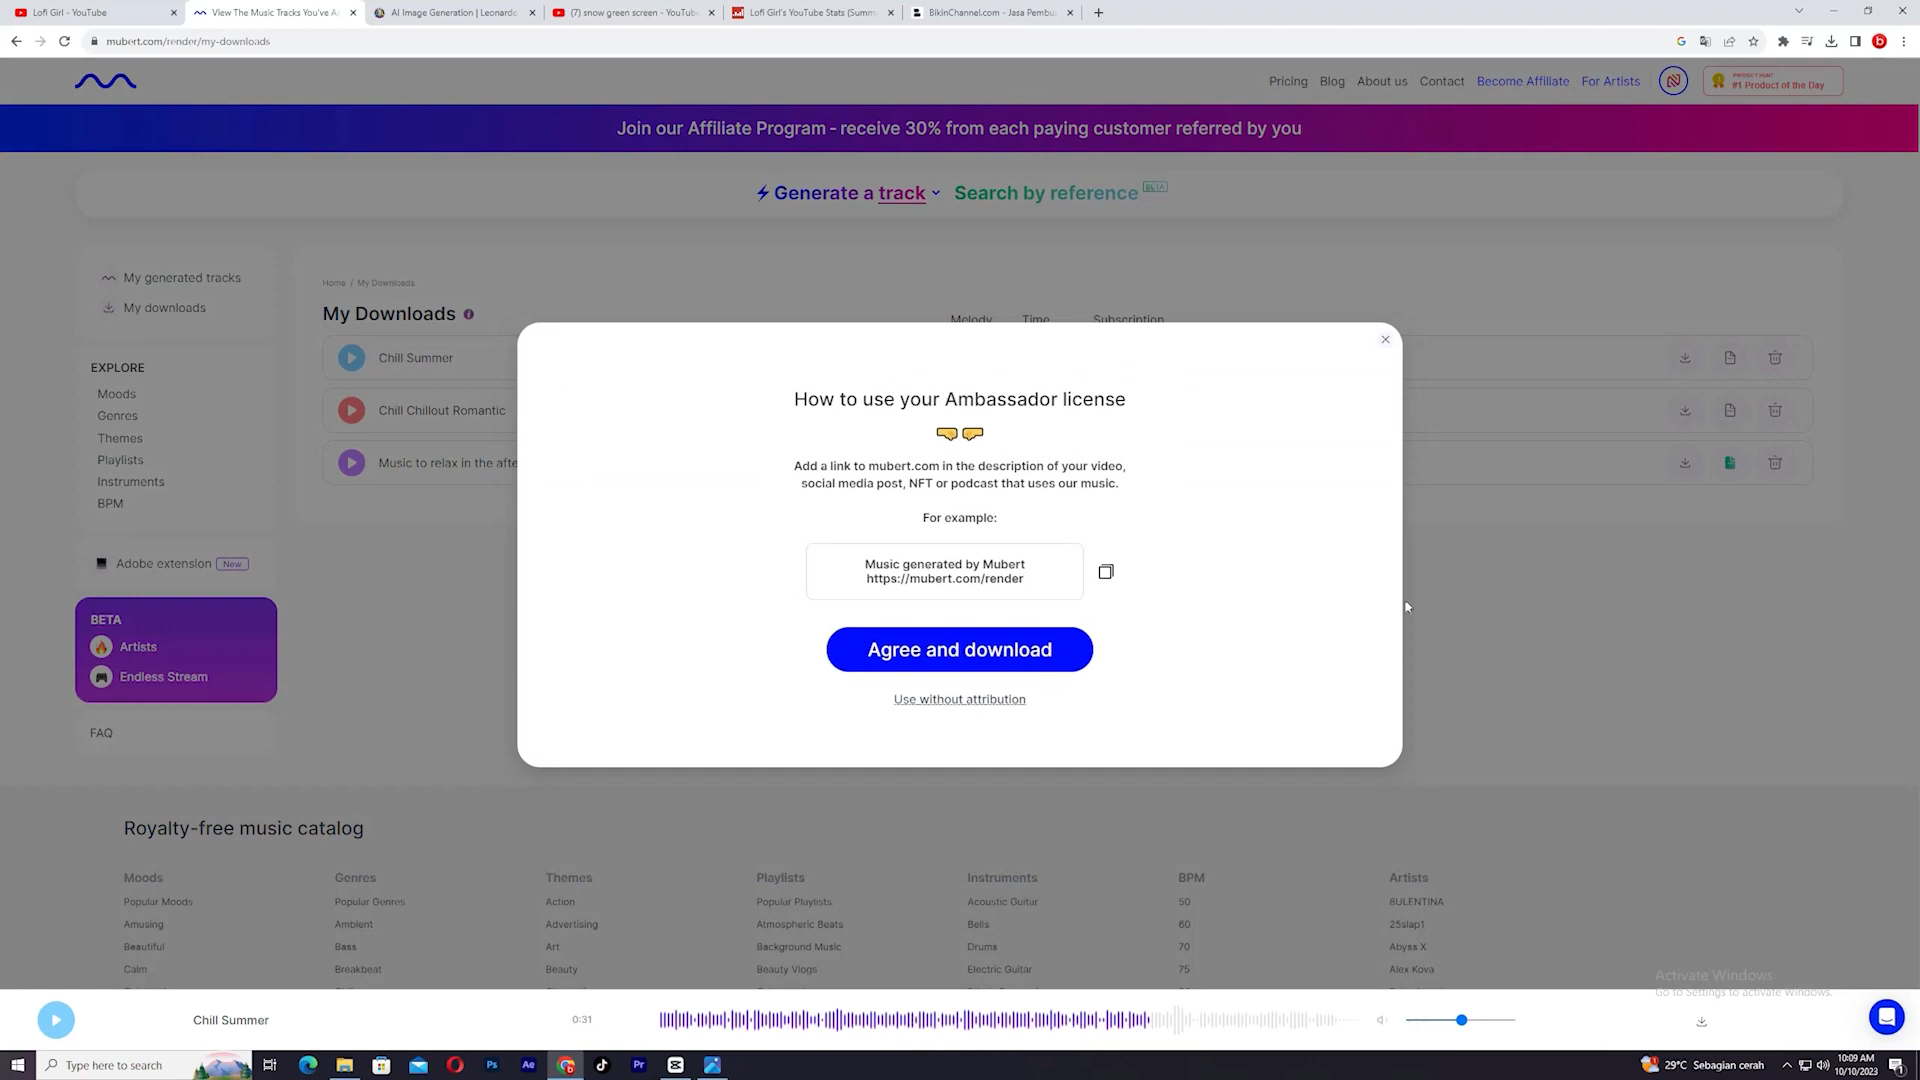 Lofi Girl - YouTube
View The Music Tracks You've A
AI Image Generation | Leonardo
(7) snow green screen - YouTub
Lofi Girl's YouTube Stats (Summ
BikinChannel.com - Jasa Pembu
mubert.com/render/my-downloads
Pricing
Blog
About us
Contact
Become Affiliate
For Artists
PRODUCT HUNT
#1 Product of the Day
Join our Affiliate Program - receive 30% from each paying customer referred by you
Generate a track
Search by reference BETA
My generated tracks
My downloads
EXPLORE
Moods
Genres
Themes
Playlists
Instruments
BPM
Adobe extension New
BETA
Artists
Endless Stream
FAQ
Home / My Downloads
My Downloads
Melody Time Subscription
Chill Summer
Chill Chillout Romantic
Music to relax in the afte
How to use your Ambassador license
Add a link to mubert.com in the description of your video,
social media post, NFT or podcast that uses our music.
For example:
Music generated by Mubert
https://mubert.com/render
Agree and download
Use without attribution
Royalty-free music catalog
Moods Genres Themes Playlists Instruments BPM Artists
Popular Moods Popular Genres Action Popular Playlists Acoustic Guitar 50 8ULENTINA
Amusing Ambient Advertising Atmospheric Beats Bells 60 25slap1
Beautiful Bass Art Background Music Drums 70 Abyss X
Calm Breakbeat Beauty Beauty Vlogs Electric Guitar 75 Alex Kova
Activate Windows
Go to Settings to activate Windows.
Chill Summer
0:31
Type here to search
29°C Sebagian cerah
10:09 AM
10/10/2023